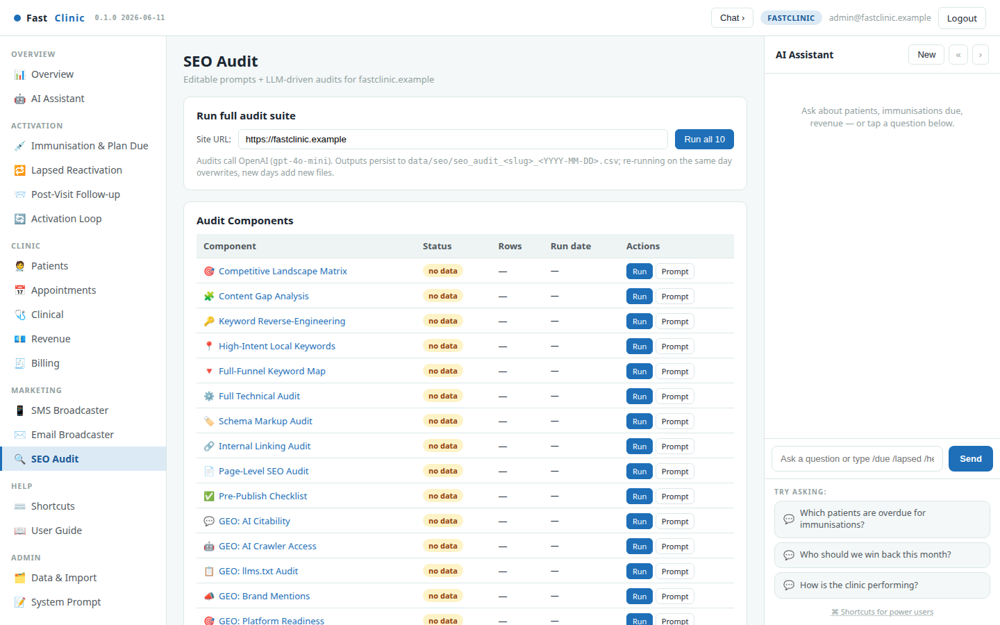 Fast Clinic 0.1.0 2026-06-11
Chat ›
FASTCLINIC
admin@fastclinic.example
Logout
OVERVIEW
Overview
AI Assistant
ACTIVATION
Immunisation & Plan Due
Lapsed Reactivation
Post-Visit Follow-up
Activation Loop
CLINIC
Patients
Appointments
Clinical
Revenue
Billing
MARKETING
SMS Broadcaster
Email Broadcaster
SEO Audit
HELP
Shortcuts
User Guide
ADMIN
Data & Import
System Prompt
SEO Audit
Editable prompts + LLM-driven audits for fastclinic.example
Run full audit suite
Site URL: https://fastclinic.example Run all 10
Audits call OpenAI (gpt-4o-mini). Outputs persist to data/seo/seo_audit_<slug>_<YYYY-MM-DD>.csv; re-running on the same day
overwrites, new days add new files.
Audit Components
Component Status Rows Run date Actions
Competitive Landscape Matrix no data — — Run Prompt
Content Gap Analysis no data — — Run Prompt
Keyword Reverse-Engineering no data — — Run Prompt
High-Intent Local Keywords no data — — Run Prompt
Full-Funnel Keyword Map no data — — Run Prompt
Full Technical Audit no data — — Run Prompt
Schema Markup Audit no data — — Run Prompt
Internal Linking Audit no data — — Run Prompt
Page-Level SEO Audit no data — — Run Prompt
Pre-Publish Checklist no data — — Run Prompt
GEO: AI Citability no data — — Run Prompt
GEO: AI Crawler Access no data — — Run Prompt
GEO: llms.txt Audit no data — — Run Prompt
GEO: Brand Mentions no data — — Run Prompt
GEO: Platform Readiness no data — — Run Prompt
AI Assistant New « ›
Ask about patients, immunisations due,
revenue — or tap a question below.
Ask a question or type /due /lapsed /he
Send
TRY ASKING:
Which patients are overdue for
immunisations?
Who should we win back this month?
How is the clinic performing?
⌘ Shortcuts for power users